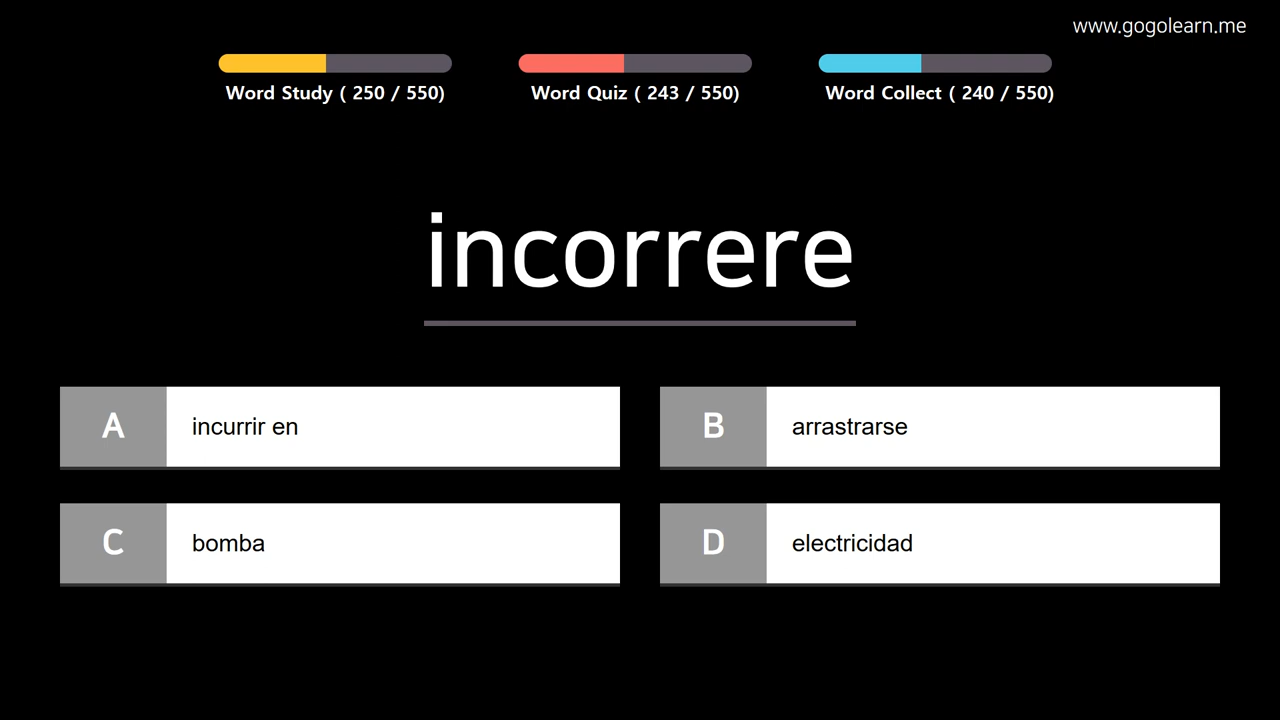 www.gogolearn.me
Word Study ( 250 / 550)
Word Quiz ( 243 / 550)
Word Collect ( 240 / 550)
incorrere
A incurrir en
B arrastrarse
C bomba
D electricidad